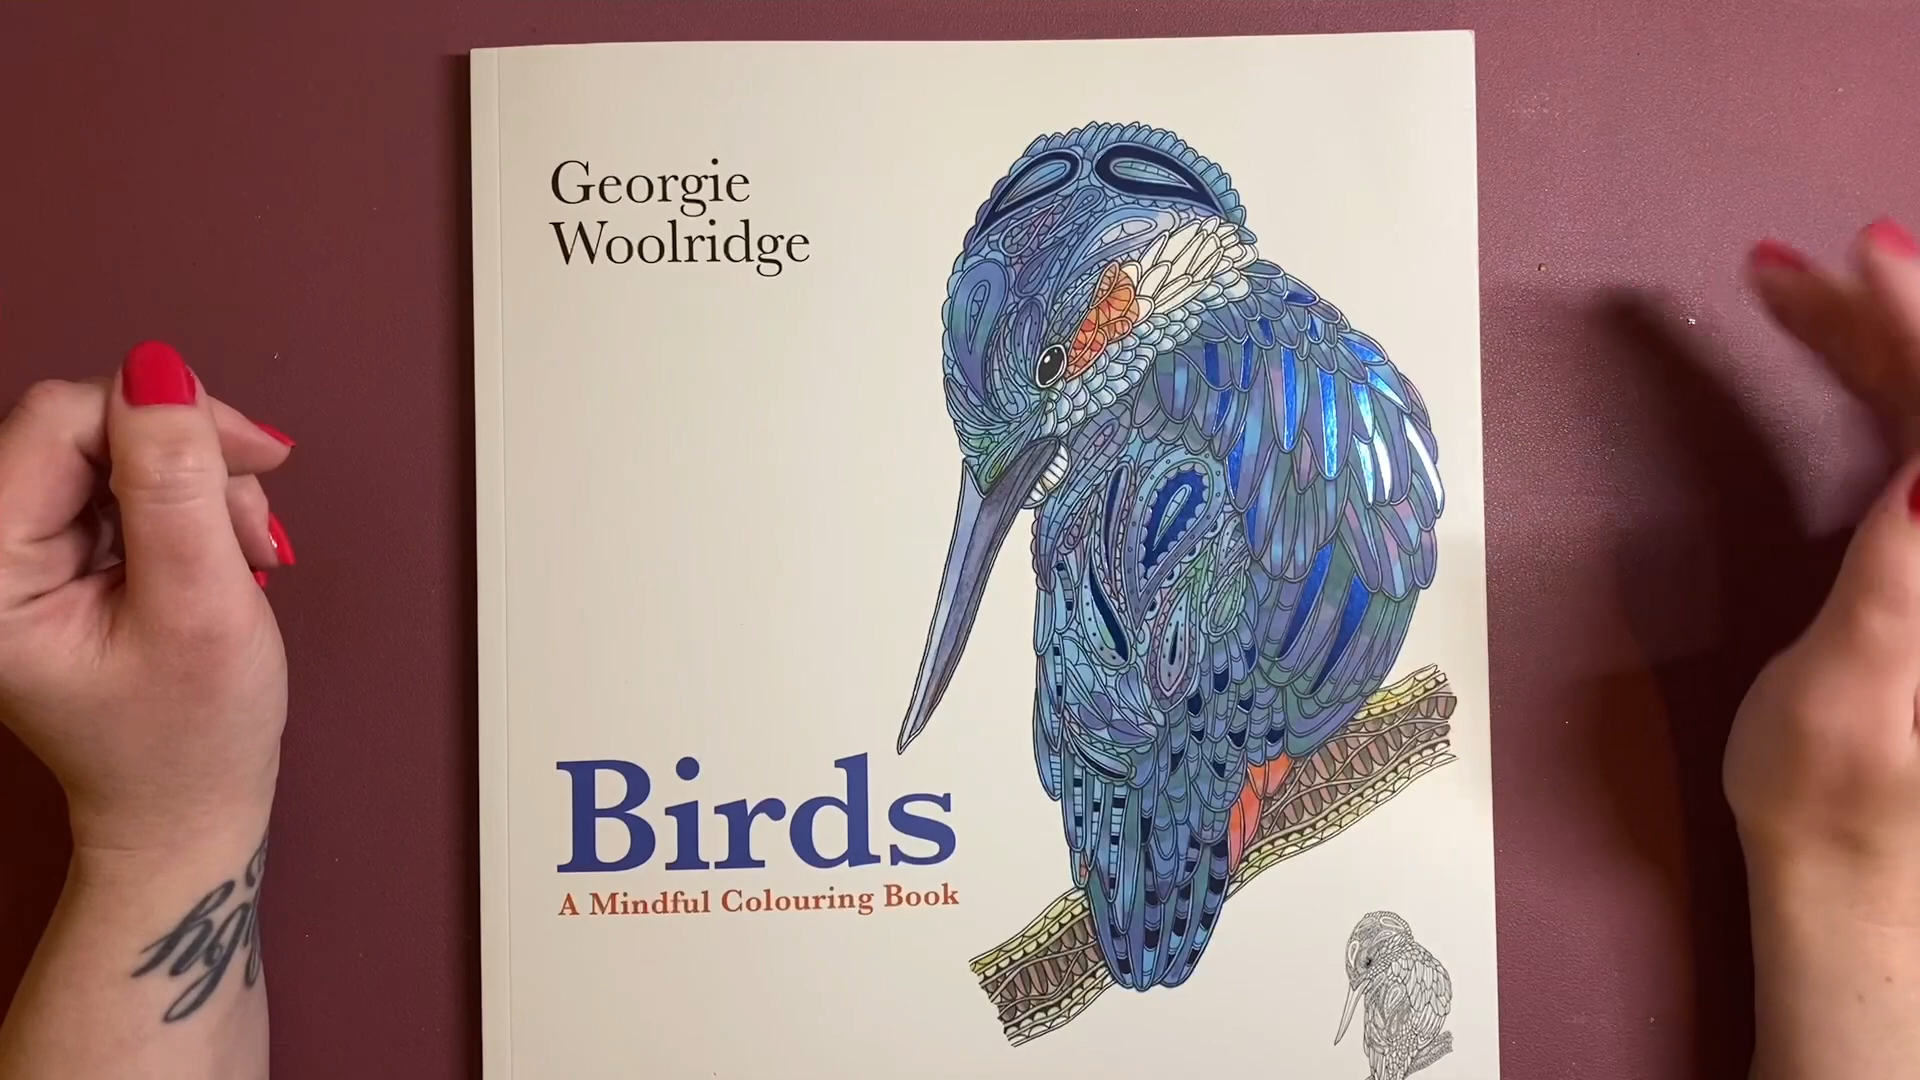 Georgie
Woolridge
Birds
A Mindful Colouring Book